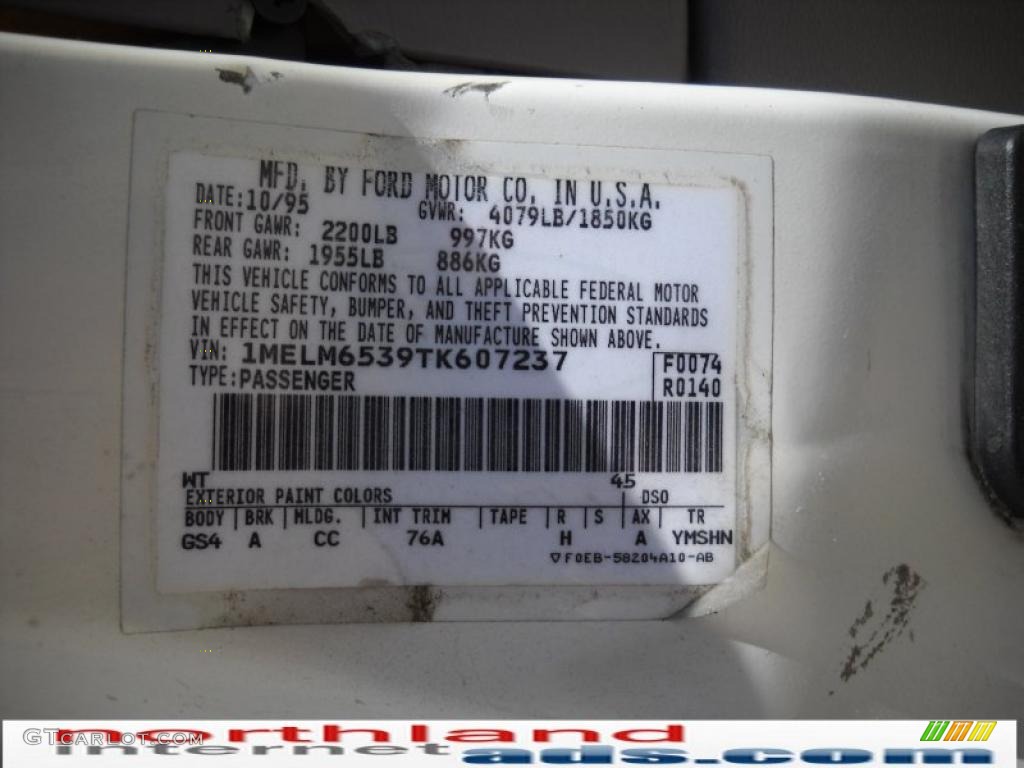 MFD. BY FORD MOTOR CO. IN U.S.A.
DATE: 10/95 GVWR: 4079LB/1850KG
FRONT GAWR: 2200LB 997KG
REAR GAWR: 1955LB 886KG
THIS VEHICLE CONFORMS TO ALL APPLICABLE FEDERAL MOTOR
VEHICLE SAFETY, BUMPER, AND THEFT PREVENTION STANDARDS
IN EFFECT ON THE DATE OF MANUFACTURE SHOWN ABOVE.
VIN: 1MELM6539TK607237
F0074
TYPE: PASSENGER
R0140
WT 45
EXTERIOR PAINT COLORS DSO
BODY BRK MLDG. INT TRIM TAPE R S AX TR
GS4 A CC 76A H A YMSHN
▽F0EB-58204A10-AB
GTCARLOT.COM
northland
internet ads.com